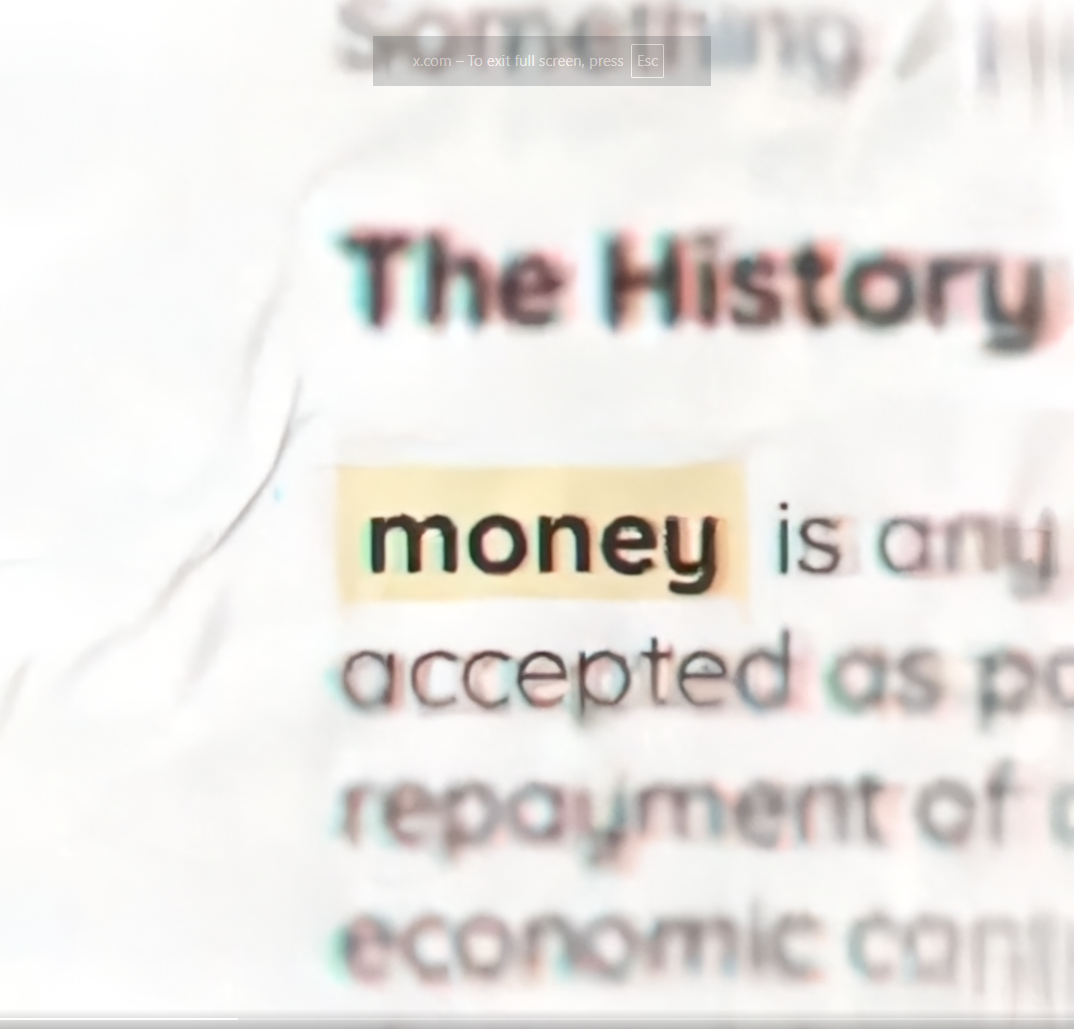 Something
x.com – To exit full screen, press Esc
The History
money is any
accepted as
repayment of
economic